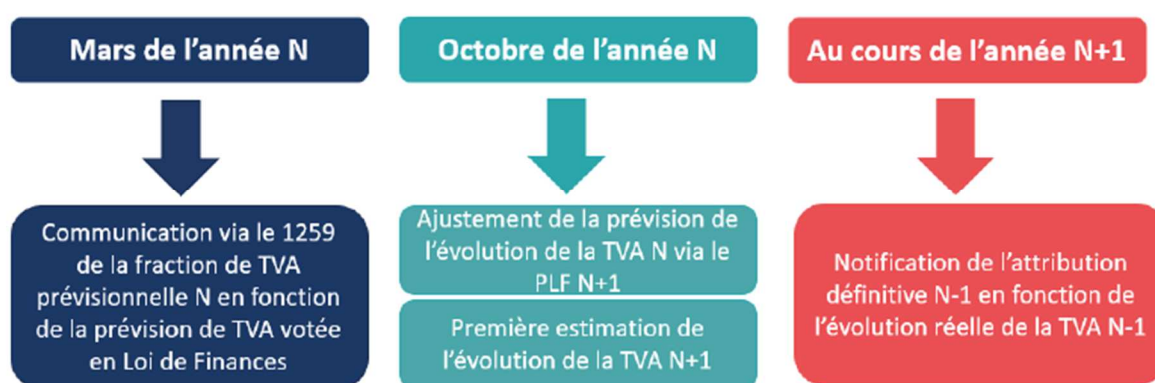 Mars de l'année N
Communication via le 1259
de la fraction de TVA
prévisionnelle N en fonction
de la prévision de TVA votée
en Loi de Finances
Octobre de l'année N
Ajustement de la prévision de
l'évolution de la TVA N via le
PLF N+1
Première estimation de
l'évolution de la TVA N+1
Au cours de l'année N+1
Notification de l'attribution
définitive N-1 en fonction de
l'évolution réelle de la TVA N-1